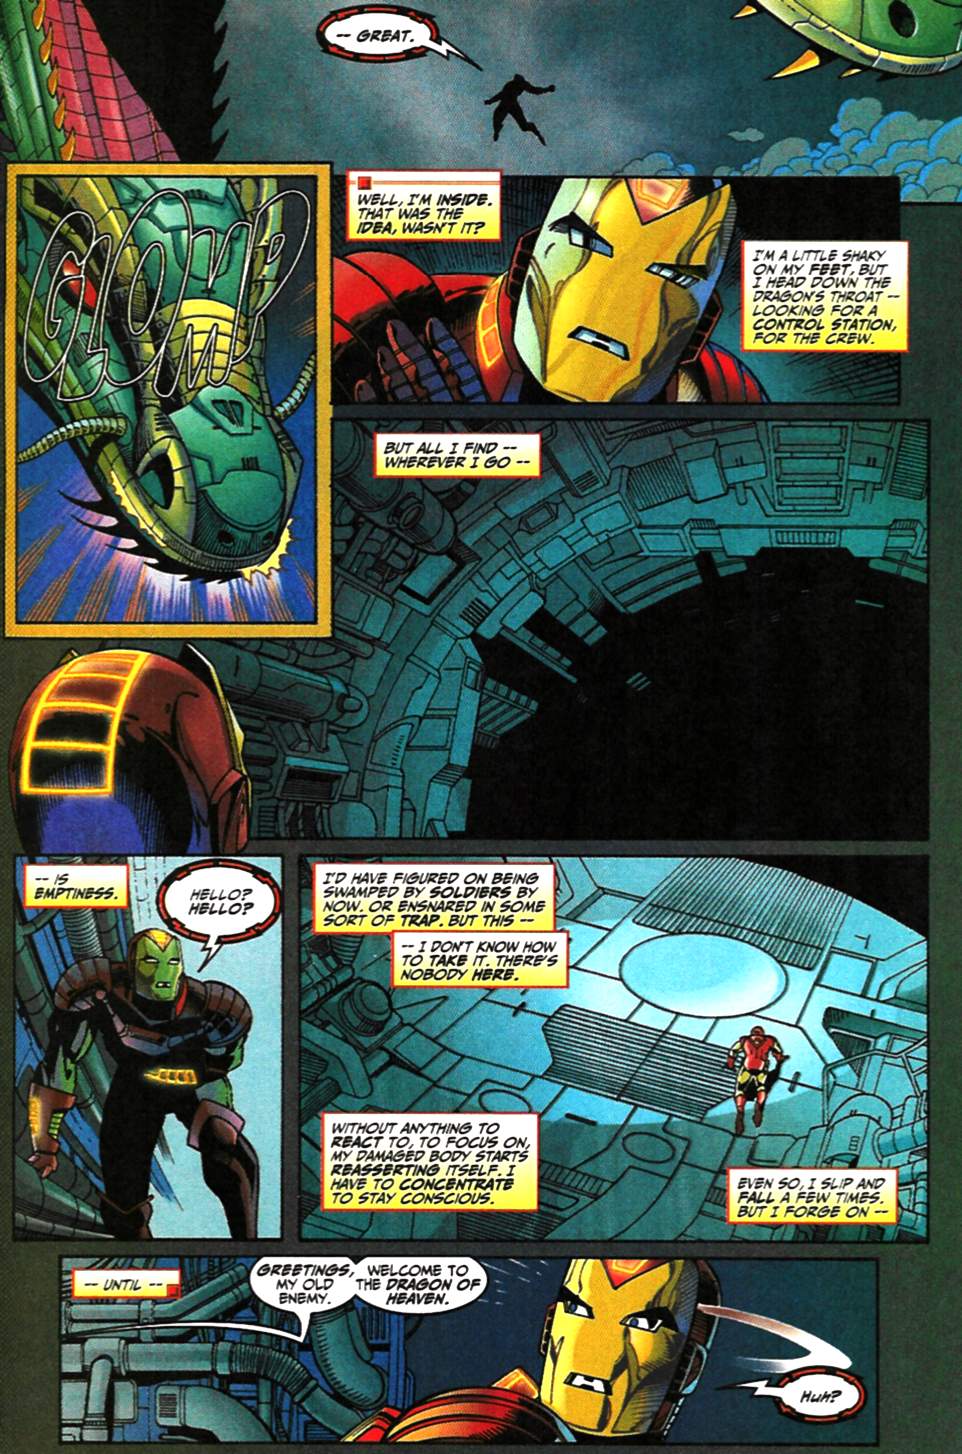 -- GREAT.
GLOMP
WELL, I'M INSIDE.
THAT WAS THE
IDEA, WASN'T IT?
I'M A LITTLE SHAKY
ON MY FEET, BUT
I HEAD DOWN THE
DRAGON'S THROAT --
LOOKING FOR A
CONTROL STATION,
FOR THE CREW.
BUT ALL I FIND --
WHEREVER I GO --
-- IS
EMPTINESS.
HELLO?
HELLO?
I'D HAVE FIGURED ON BEING
SWAMPED BY SOLDIERS BY
NOW. OR ENSNARED IN SOME
SORT OF TRAP. BUT THIS --
-- I DON'T KNOW HOW
TO TAKE IT. THERE'S
NOBODY HERE.
WITHOUT ANYTHING TO
REACT TO, TO FOCUS ON,
MY DAMAGED BODY STARTS
REASSERTING ITSELF. I
HAVE TO CONCENTRATE
TO STAY CONSCIOUS.
EVEN SO, I SLIP AND
FALL A FEW TIMES.
BUT I FORGE ON --
-- UNTIL --
GREETINGS,
MY OLD
ENEMY.
WELCOME TO
THE DRAGON OF
HEAVEN.
HUH?